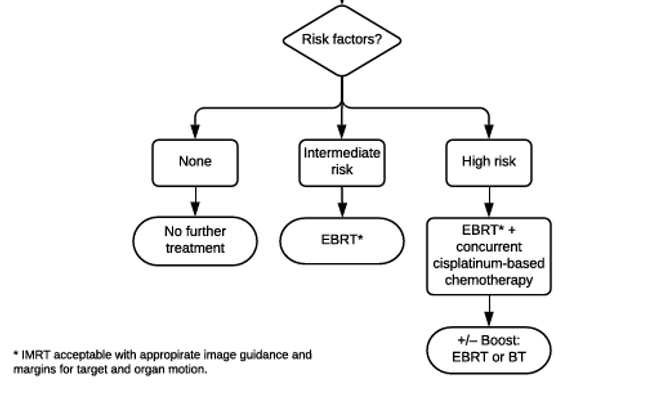 Risk factors?
None
Intermediate
risk
High risk
No further
treatment
EBRT*
EBRT* +
concurrent
cisplatinum-based
chemotherapy
+/– Boost:
EBRT or BT
* IMRT acceptable with appropirate image guidance and
margins for target and organ motion.